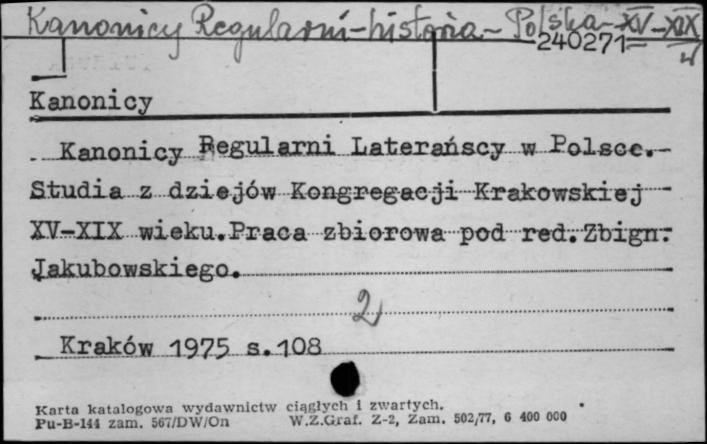 Kanonicy Regularni - historia - Polska - XV-XIX
w
240271
Kanonicy
Kanonicy Regularni Laterańscy w Polsce.-
Studia z dziejów Kongregacji Krakowskiej
XV-XIX wieku.Praca zbiorowa pod red.Zbign.
Jakubowskiego.
2
Kraków 1975 s.108
Karta katalogowa wydawnictw ciągłych i zwartych.
Pu-B-144 zam. 567/DW/On W.Z.Graf. Z-2, Zam. 502/77, 6 400 000